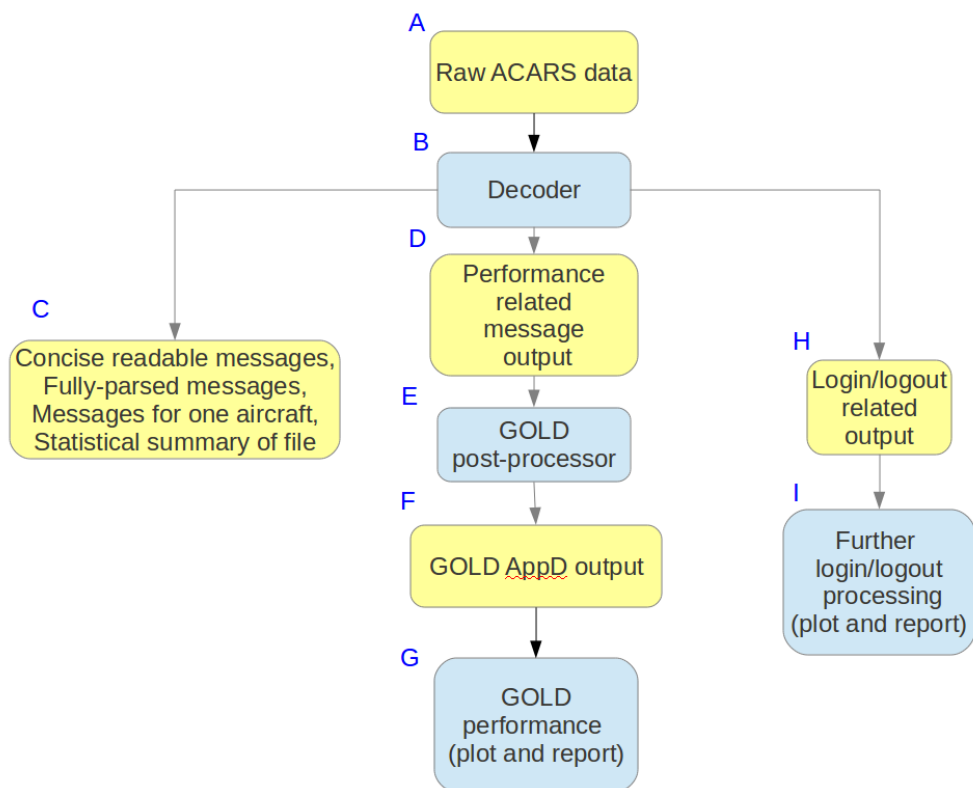 A
Raw ACARS data
B
Decoder
C
Concise readable messages,
Fully-parsed messages,
Messages for one aircraft,
Statistical summary of file
D
Performance
related
message
output
E
GOLD
post-processor
F
GOLD AppD output
G
GOLD
performance
(plot and report)
H
Login/logout
related
output
I
Further
login/logout
processing
(plot and report)